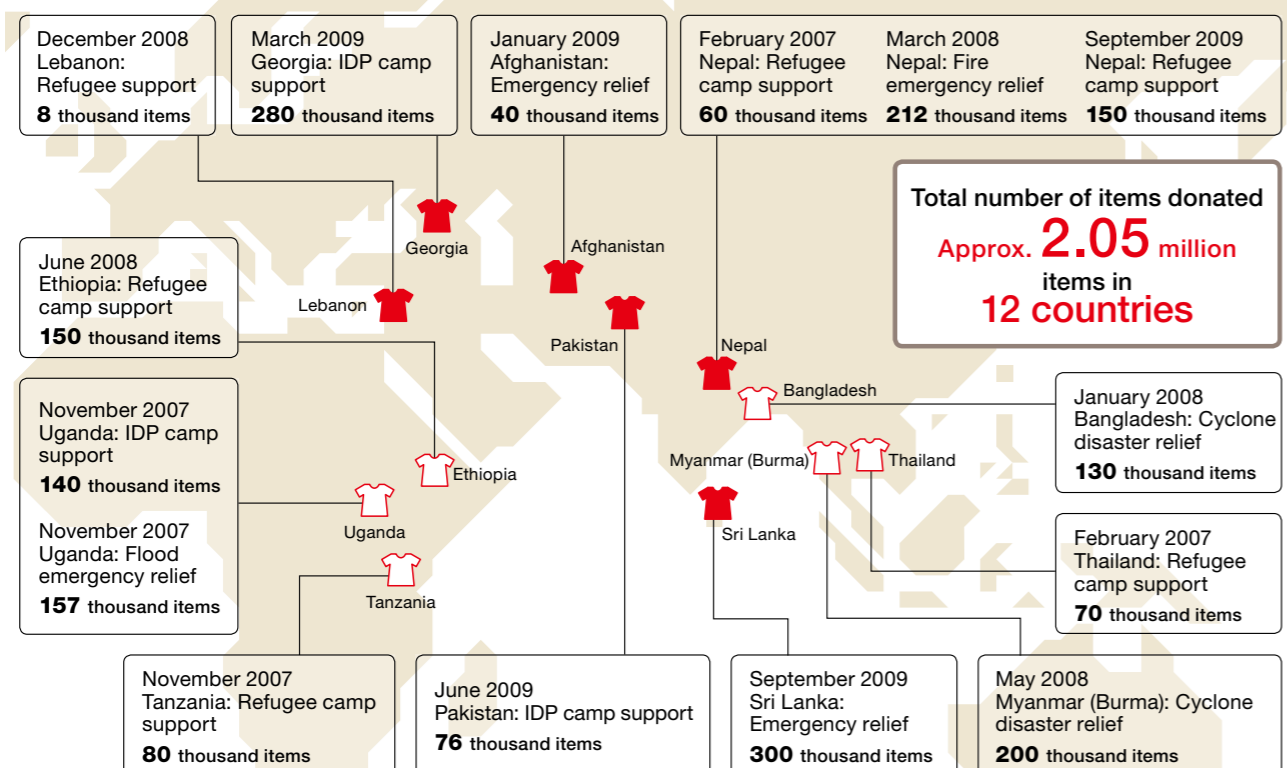 December 2008
Lebanon:
Refugee support
8 thousand items
March 2009
Georgia: IDP camp
support
280 thousand items
January 2009
Afghanistan:
Emergency relief
40 thousand items
February 2007
Nepal: Refugee
camp support
60 thousand items
March 2008
Nepal: Fire
emergency relief
212 thousand items
September 2009
Nepal: Refugee
camp support
150 thousand items
Total number of items donated
Approx. 2.05 million
items in
12 countries
Georgia
Afghanistan
June 2008
Ethiopia: Refugee
camp support
150 thousand items
Lebanon
Pakistan
Nepal
Bangladesh
January 2008
Bangladesh: Cyclone
disaster relief
130 thousand items
November 2007
Uganda: IDP camp
support
140 thousand items
November 2007
Uganda: Flood
emergency relief
157 thousand items
Ethiopia
Myanmar (Burma)
Thailand
Uganda
Sri Lanka
Tanzania
February 2007
Thailand: Refugee
camp support
70 thousand items
November 2007
Tanzania: Refugee camp
support
80 thousand items
June 2009
Pakistan: IDP camp support
76 thousand items
September 2009
Sri Lanka:
Emergency relief
300 thousand items
May 2008
Myanmar (Burma): Cyclone
disaster relief
200 thousand items